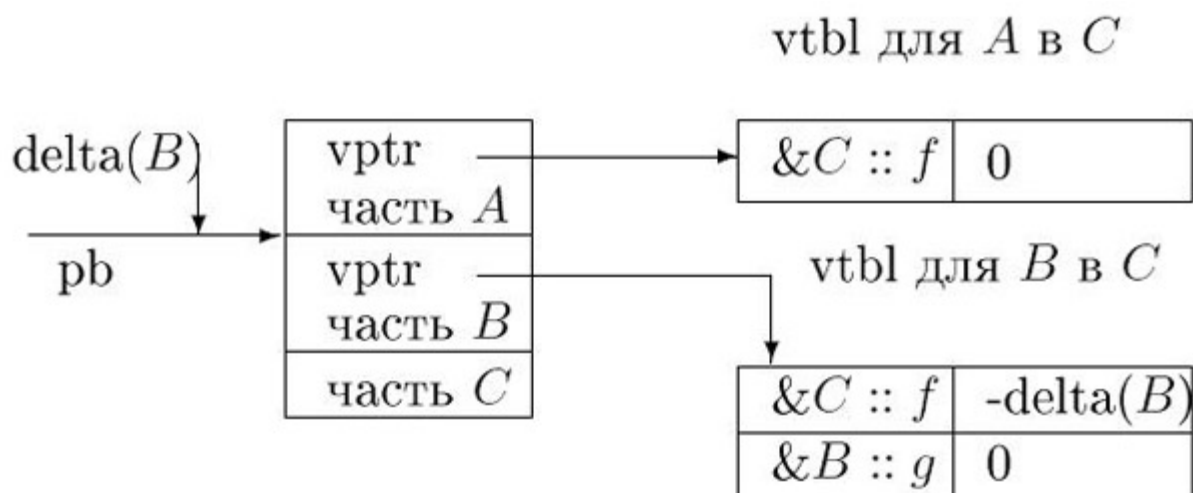 vtbl для A в C
delta(B)
vptr
часть A
&C :: f 0
pb
vptr
часть B
часть C
vtbl для B в C
&C :: f -delta(B)
&B :: g 0